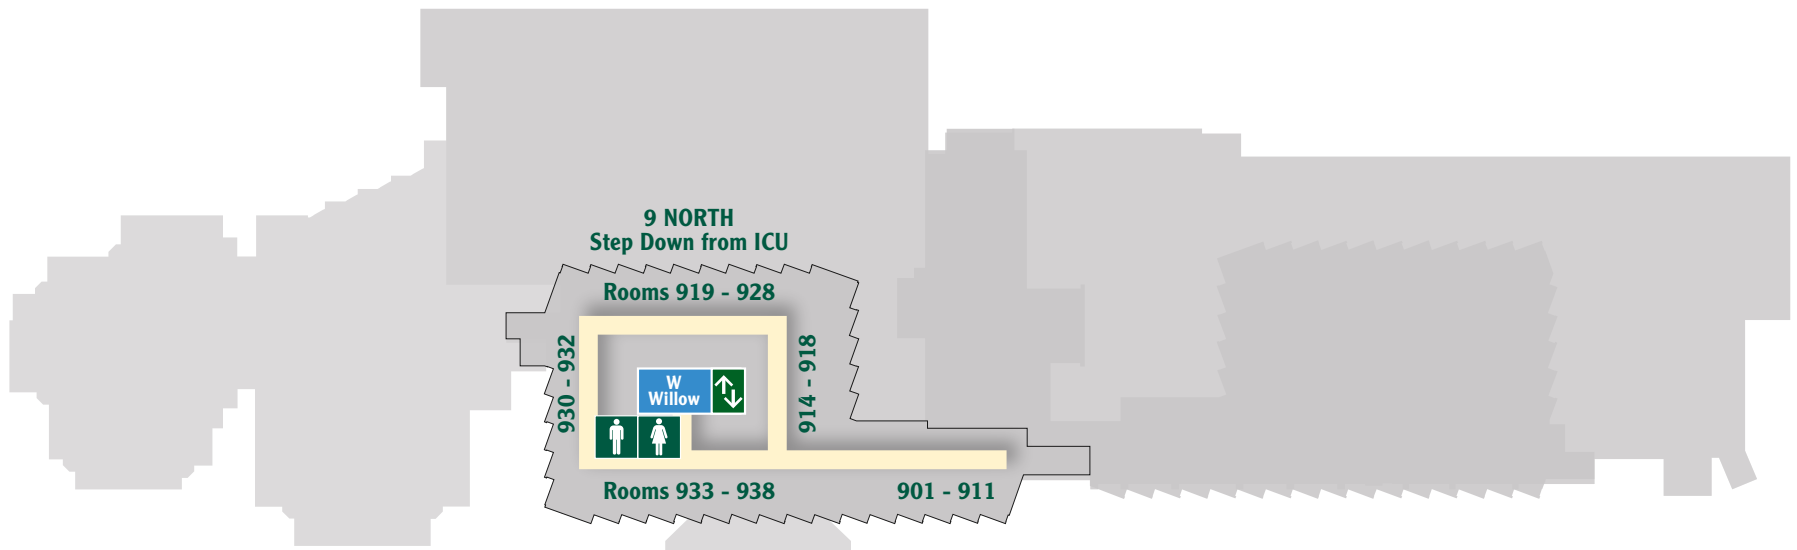 9 NORTH
Step Down from ICU
Rooms 919 - 928
930 - 932
W
Willow
914 - 918
Rooms 933 - 938
901 - 911